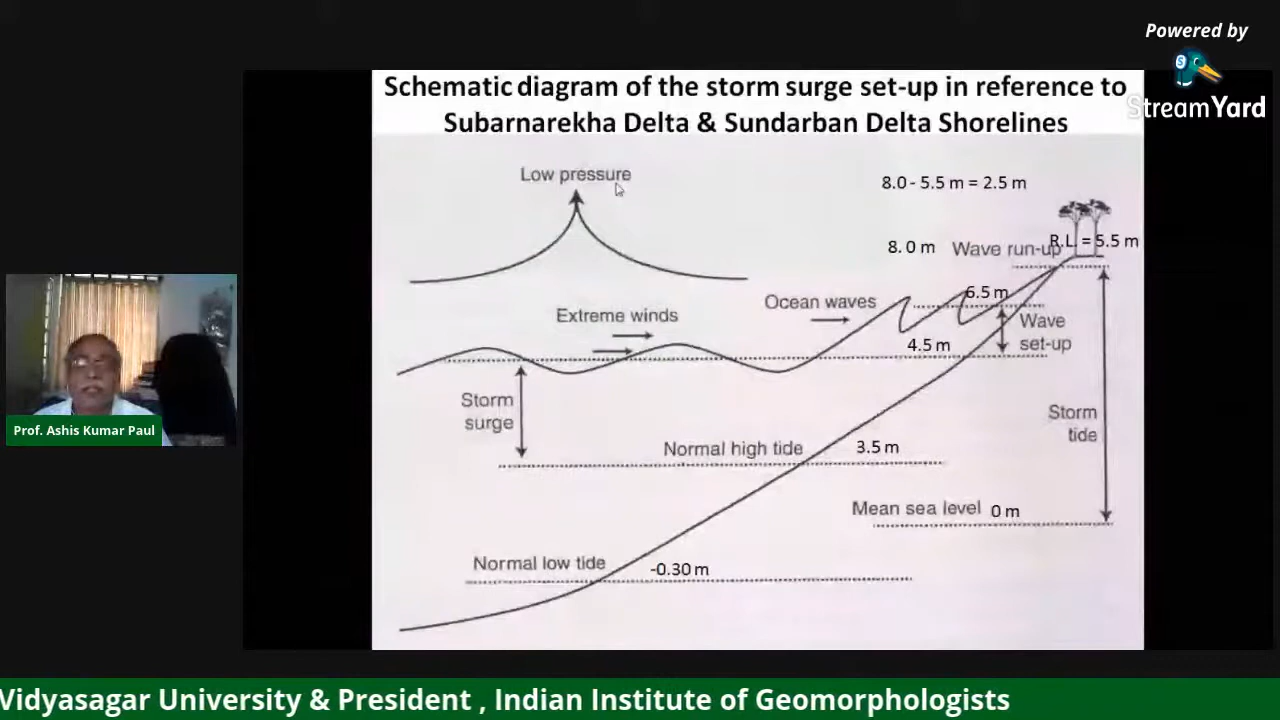 Powered by
StreamYard
Schematic diagram of the storm surge set-up in reference to
Subarnarekha Delta & Sundarban Delta Shorelines
Low pressure
8.0 - 5.5 m = 2.5 m
8. 0 m
Wave run-up
R.L. = 5.5 m
Extreme winds
Ocean waves
6.5 m
Wave
set-up
4.5 m
Storm
surge
Storm
tide
Normal high tide
3.5 m
Mean sea level
0 m
Normal low tide
-0.30 m
Prof. Ashis Kumar Paul
Vidyasagar University & President , Indian Institute of Geomorphologists